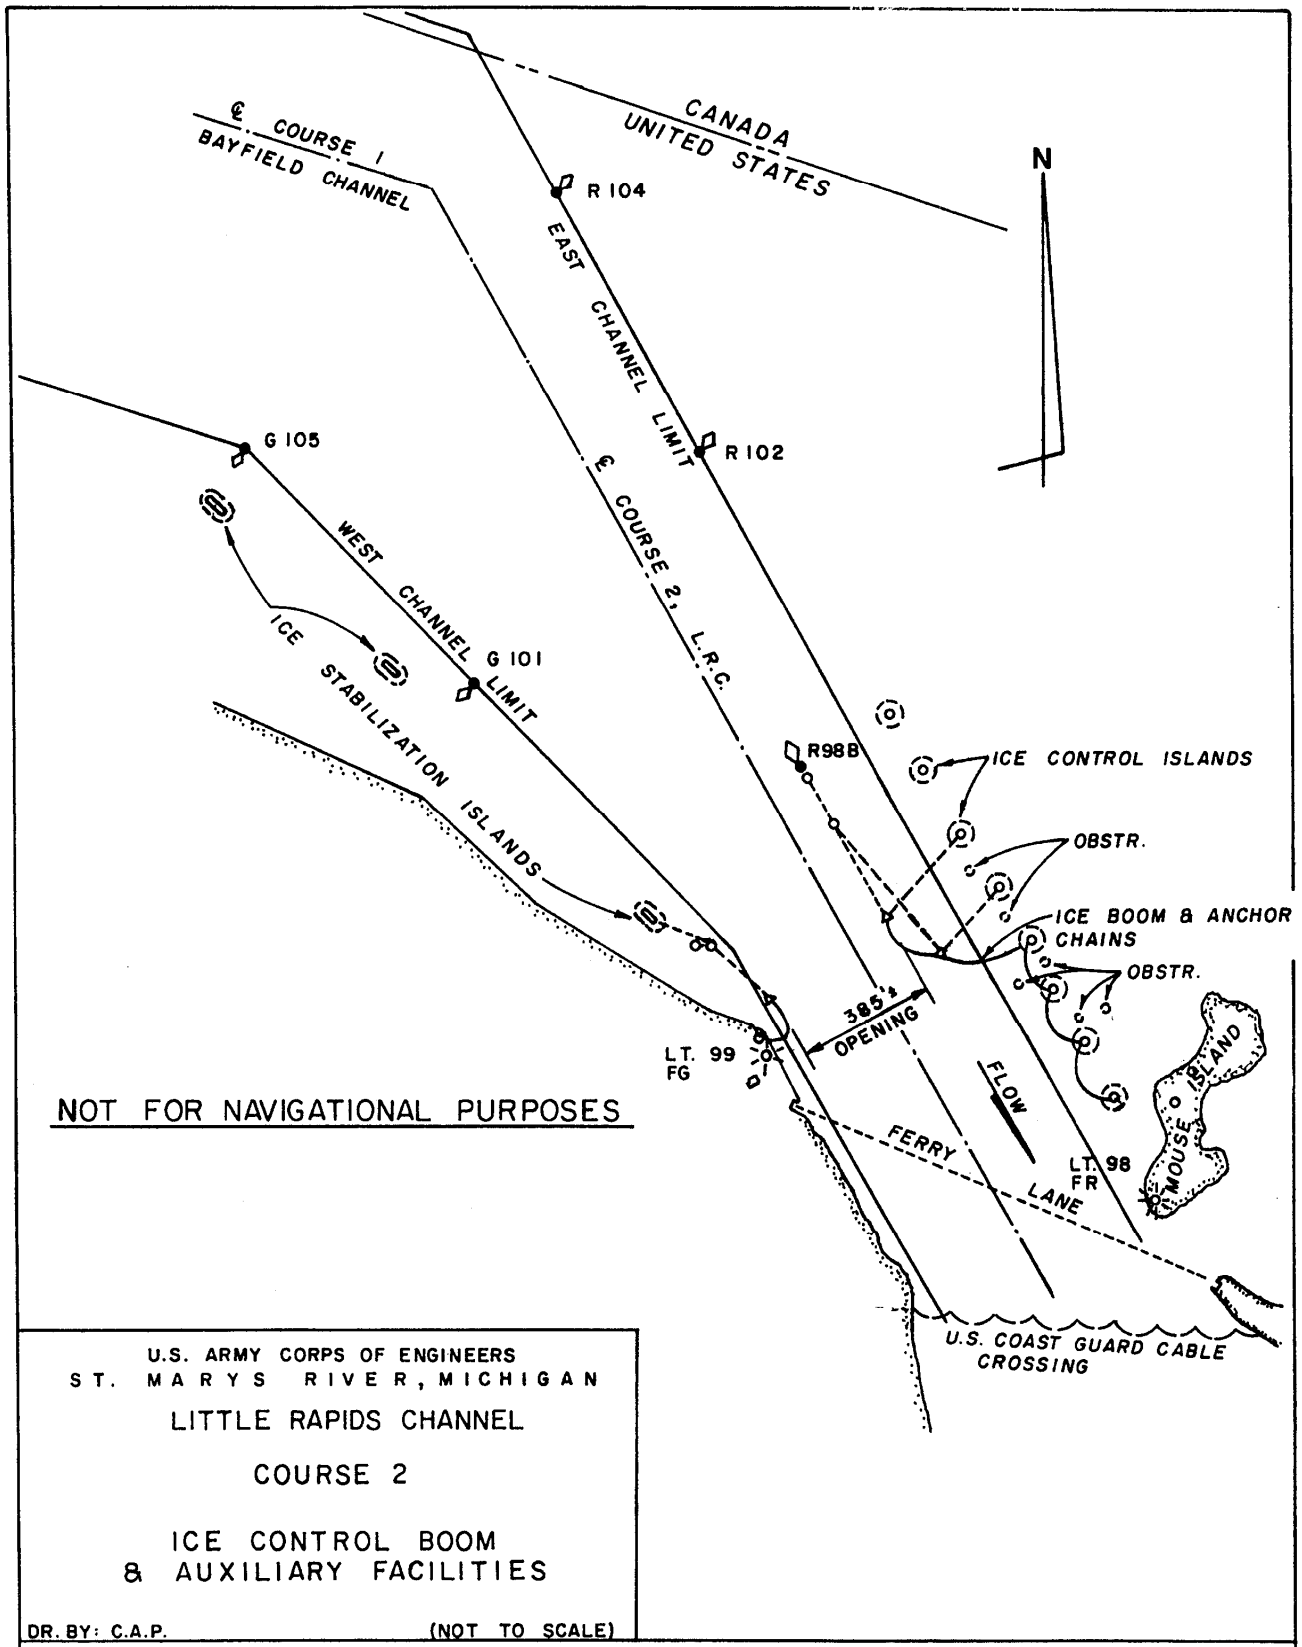 CANADA
UNITED STATES
℄ COURSE 1
BAYFIELD CHANNEL
N
R 104
EAST CHANNEL LIMIT
R 102
G 105
℄ COURSE 2, L.R.C.
WEST CHANNEL LIMIT
G 101
ICE STABILIZATION ISLANDS
R98B
ICE CONTROL ISLANDS
OBSTR.
ICE BOOM & ANCHOR
CHAINS
OBSTR.
385'±
OPENING
LT. 99
FG
FLOW
MOUSE ISLAND
NOT FOR NAVIGATIONAL PURPOSES
FERRY LANE
LT. 98
FR
U.S. COAST GUARD CABLE
CROSSING
U.S. ARMY CORPS OF ENGINEERS
ST. MARYS RIVER, MICHIGAN
LITTLE RAPIDS CHANNEL
COURSE 2
ICE CONTROL BOOM
& AUXILIARY FACILITIES
DR. BY: C.A.P.
(NOT TO SCALE)